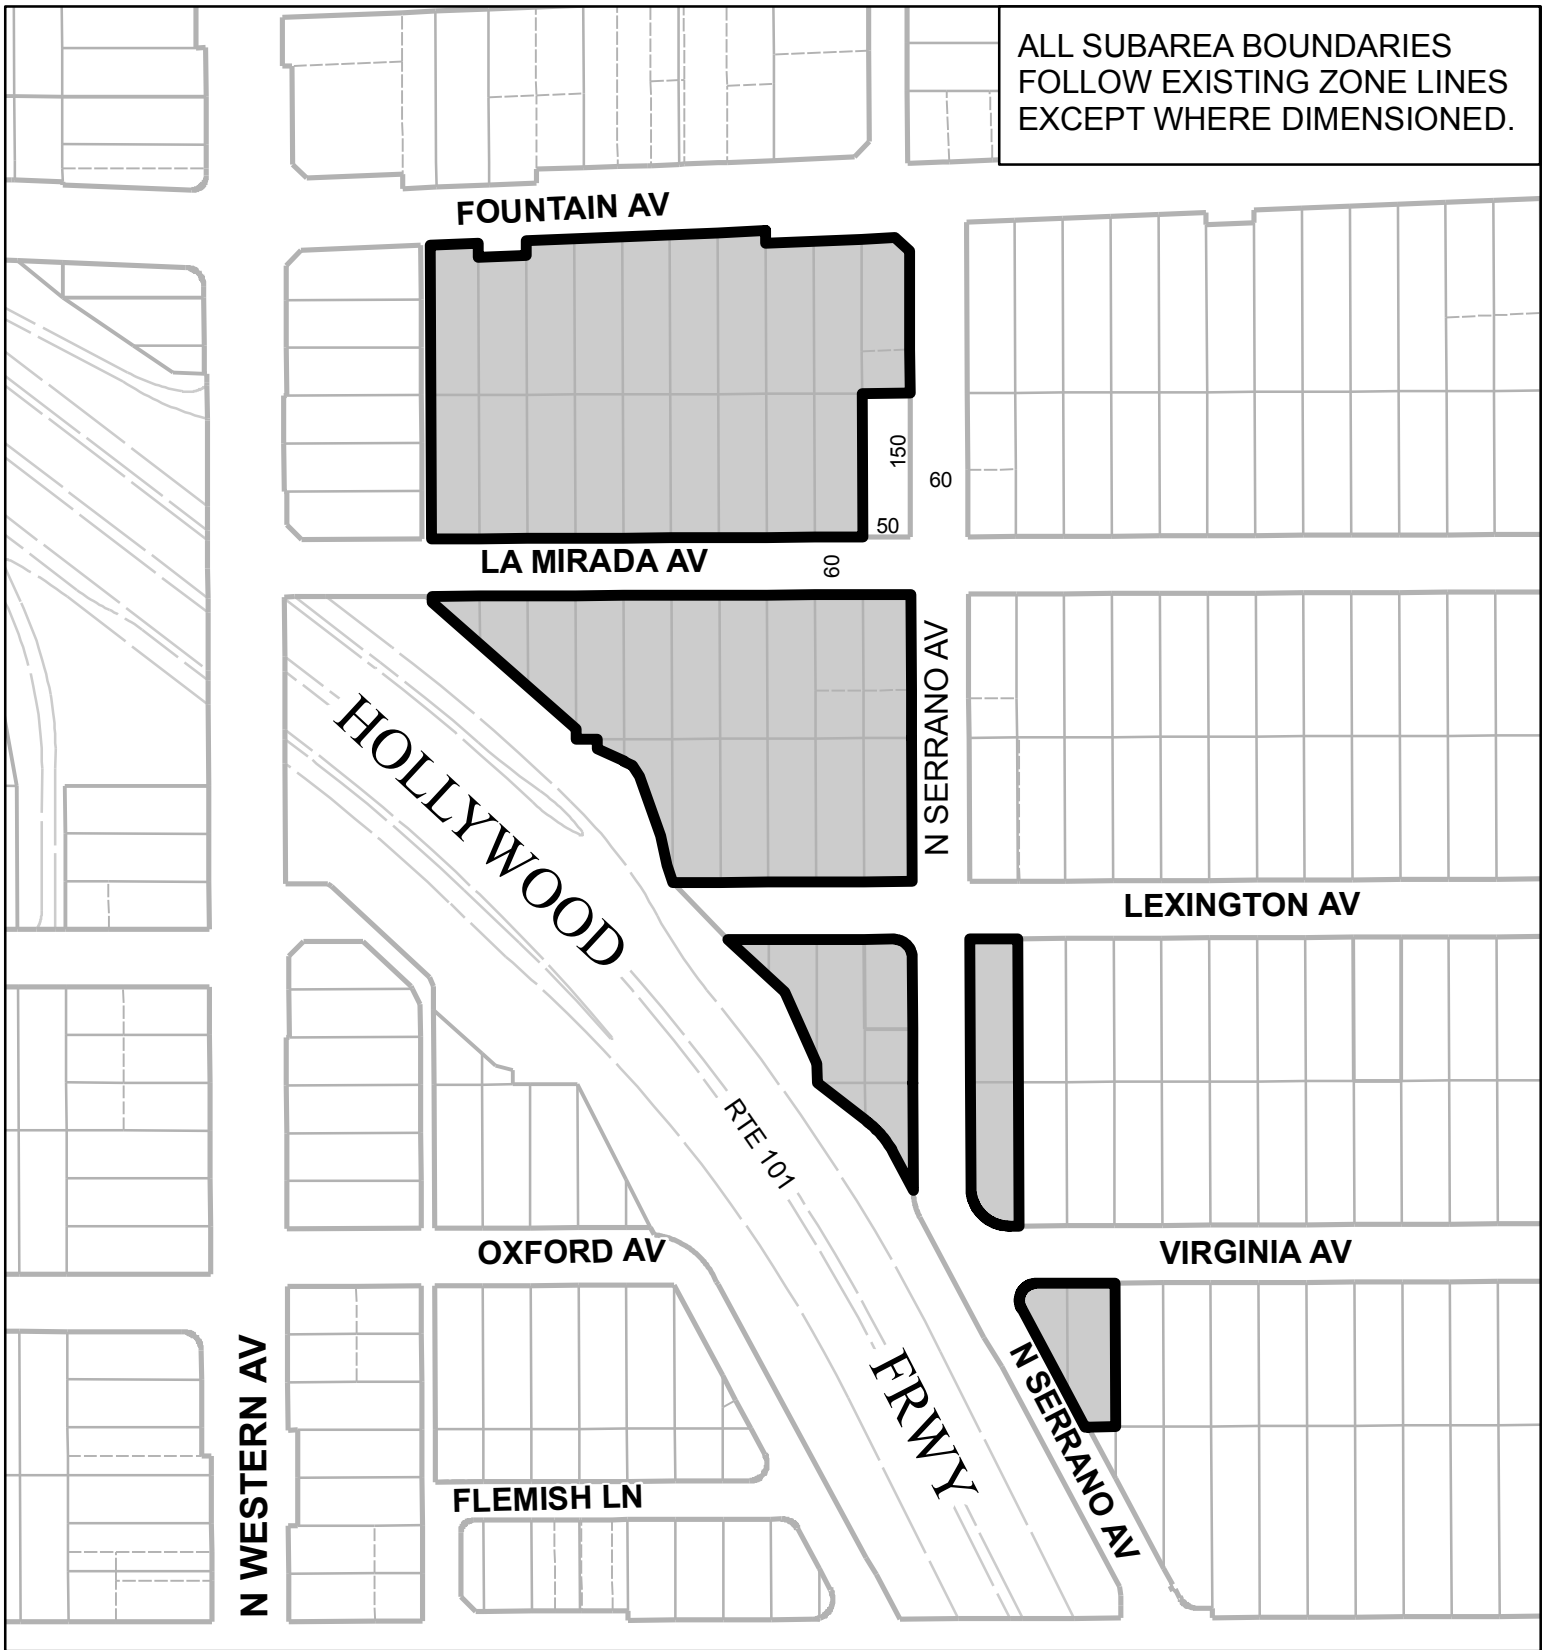 ALL SUBAREA BOUNDARIES
FOLLOW EXISTING ZONE LINES
EXCEPT WHERE DIMENSIONED.
FOUNTAIN AV
150
60
50
LA MIRADA AV
60
N SERRANO AV
HOLLYWOOD
LEXINGTON AV
RTE 101
OXFORD AV
VIRGINIA AV
N WESTERN AV
FRWY
N SERRANO AV
FLEMISH LN